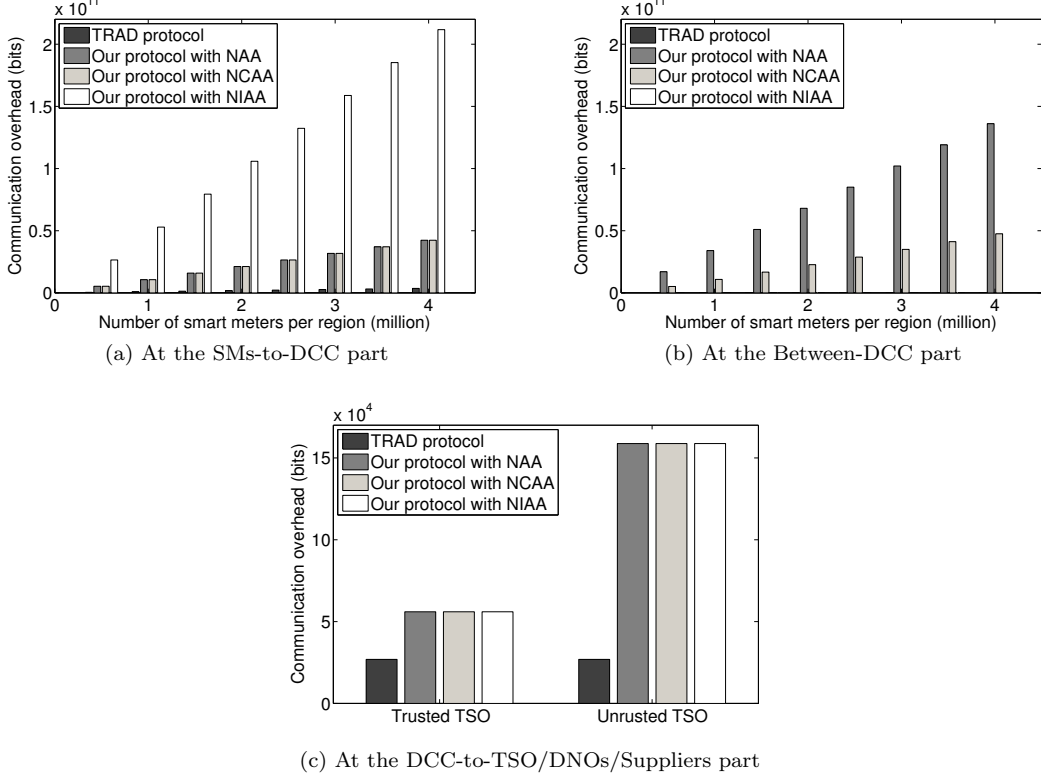 x 10^11
Communication overhead (bits)
2
1.5
1
0.5
0
TRAD protocol
Our protocol with NAA
Our protocol with NCAA
Our protocol with NIAA
0 1 2 3 4
Number of smart meters per region (million)
(a) At the SMs-to-DCC part
x 10^11
Communication overhead (bits)
2
1.5
1
0.5
0
TRAD protocol
Our protocol with NAA
Our protocol with NCAA
Our protocol with NIAA
0 1 2 3 4
Number of smart meters per region (million)
(b) At the Between-DCC part
x 10^4
Communication overhead (bits)
15
10
5
0
TRAD protocol
Our protocol with NAA
Our protocol with NCAA
Our protocol with NIAA
Trusted TSO Unrusted TSO
(c) At the DCC-to-TSO/DNOs/Suppliers part